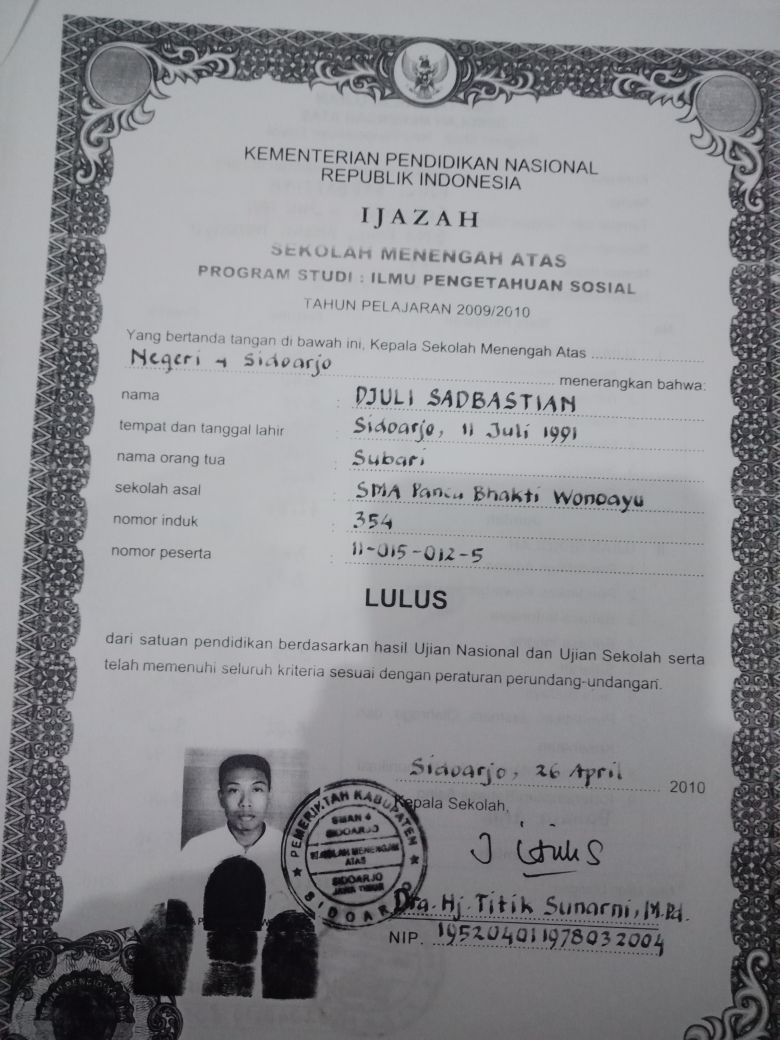 KEMENTERIAN PENDIDIKAN NASIONAL
REPUBLIK INDONESIA
IJAZAH
SEKOLAH MENENGAH ATAS
PROGRAM STUDI : ILMU PENGETAHUAN SOSIAL
TAHUN PELAJARAN 2009/2010
Yang bertanda tangan di bawah ini, Kepala Sekolah Menengah Atas
Negeri 4 Sidoarjo menerangkan bahwa:
nama : DJULI SADBASTIAN
tempat dan tanggal lahir : Sidoarjo, 11 Juli 1991
nama orang tua : Subari
sekolah asal : SMA Panca Bhakti Wonoayu
nomor induk : 354
nomor peserta : 11-015-012-5
LULUS
dari satuan pendidikan berdasarkan hasil Ujian Nasional dan Ujian Sekolah serta
telah memenuhi seluruh kriteria sesuai dengan peraturan perundang-undangan.
Sidoarjo, 26 April 2010
Kepala Sekolah,
PEMERINTAH KABUPATEN
SMAN 4
SIDOARJO
SEKOLAH MENENGAH
ATAS
SIDOARJO
JAWA TIMUR
SIDOARJO
Dra. Hj. Titik Sunarni, M.Pd.
NIP. 195204011978032004